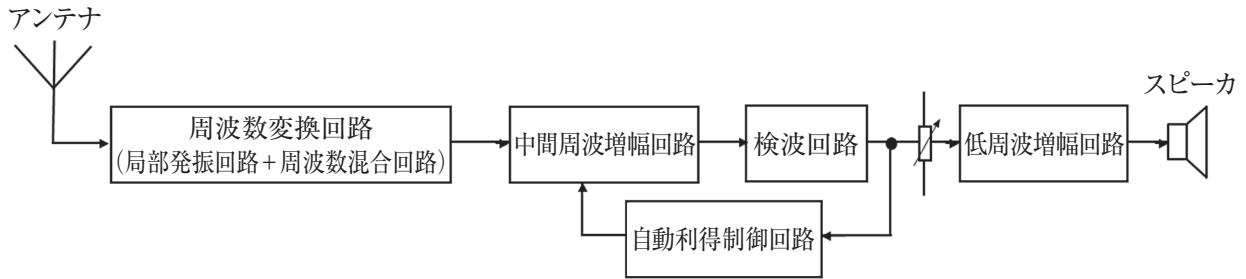 アンテナ
スピーカ
周波数変換回路
(局部発振回路+周波数混合回路)
中間周波増幅回路
検波回路
低周波増幅回路
自動利得制御回路